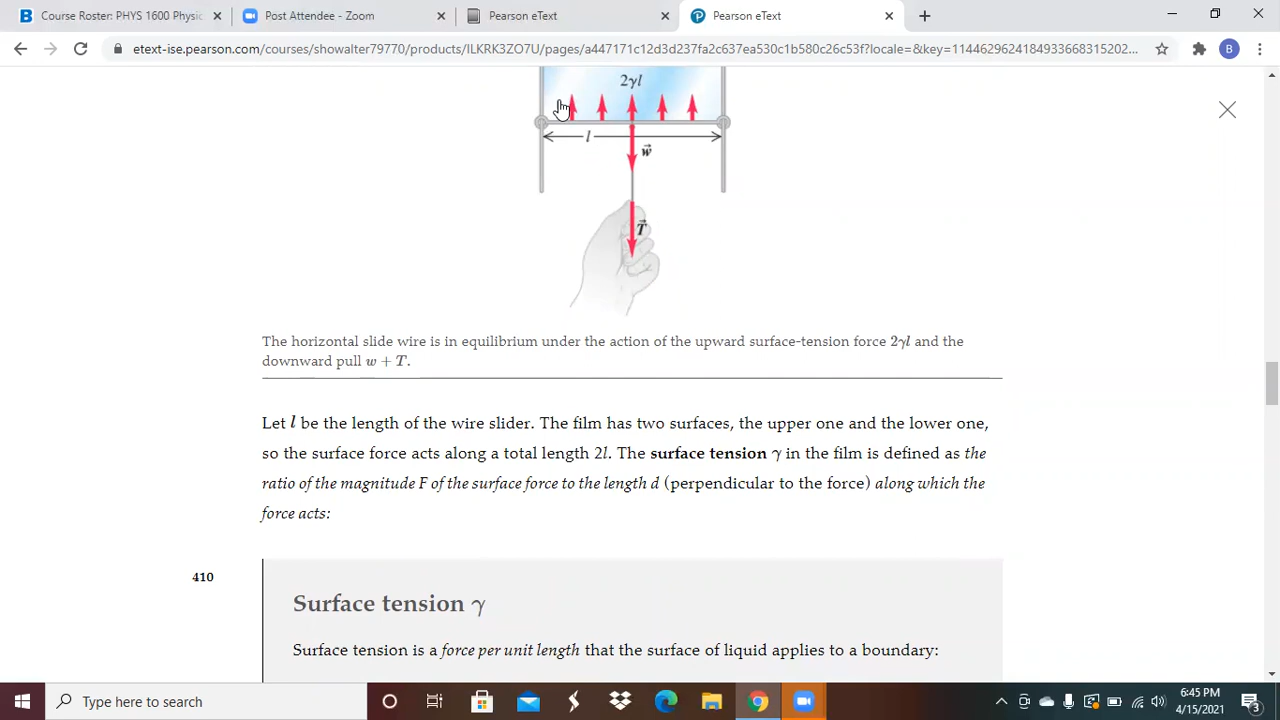 Course Roster: PHYS 1600 Physic
Post Attendee - Zoom
Pearson eText
Pearson eText
etext-ise.pearson.com/courses/showalter79770/products/ILKRK3ZO7U/pages/a447171c12d3d237fa2c637ea530c1b580c26c53f?locale=&key=11446296241849336683152022...
B
2γl
l
w
T
The horizontal slide wire is in equilibrium under the action of the upward surface-tension force 2γl and the
downward pull w + T.
Let l be the length of the wire slider. The film has two surfaces, the upper one and the lower one,
so the surface force acts along a total length 2l. The surface tension γ in the film is defined as the
ratio of the magnitude F of the surface force to the length d (perpendicular to the force) along which the
force acts:
410
Surface tension γ
Surface tension is a force per unit length that the surface of liquid applies to a boundary:
Type here to search
6:45 PM
4/15/2021
3